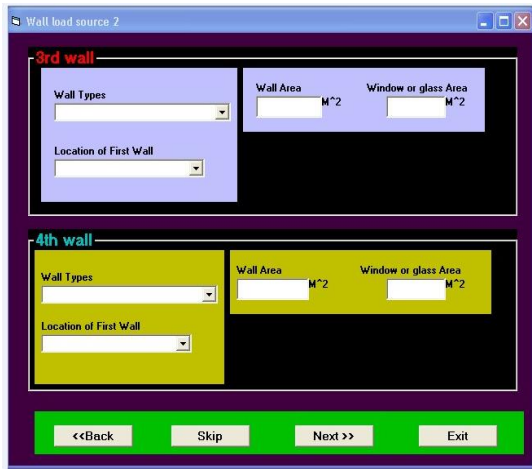 Wall load source 2
3rd wall
Wall Types
Wall Area Window or glass Area
M^2 M^2
Location of First Wall
4th wall
Wall Types
Wall Area Window or glass Area
M^2 M^2
Location of First Wall
<<Back Skip Next >> Exit